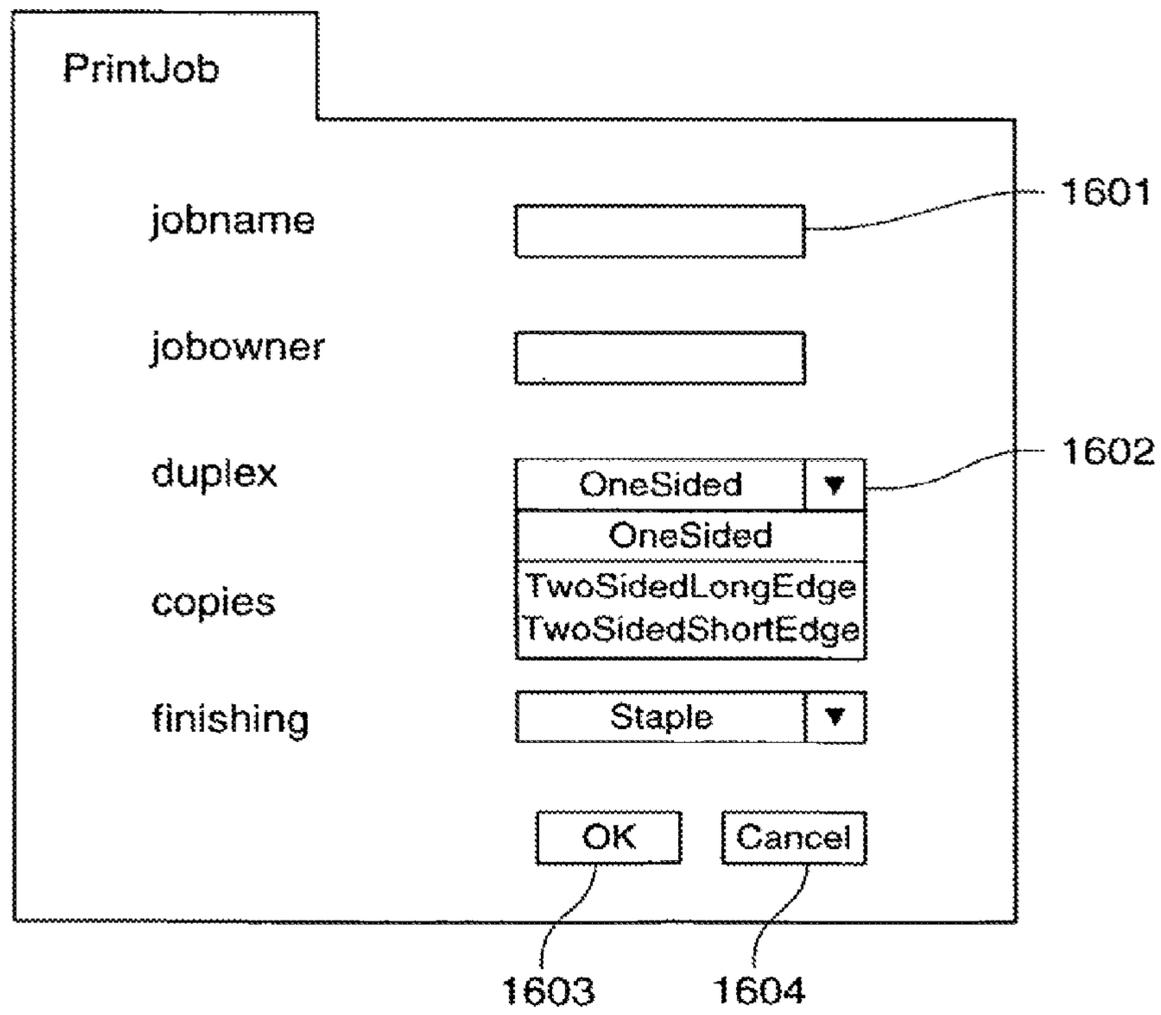 PrintJob
jobname
1601
jobowner
duplex
OneSided
▼
1602
OneSided
copies
TwoSidedLongEdge
TwoSidedShortEdge
finishing
Staple
▼
OK
Cancel
1603
1604